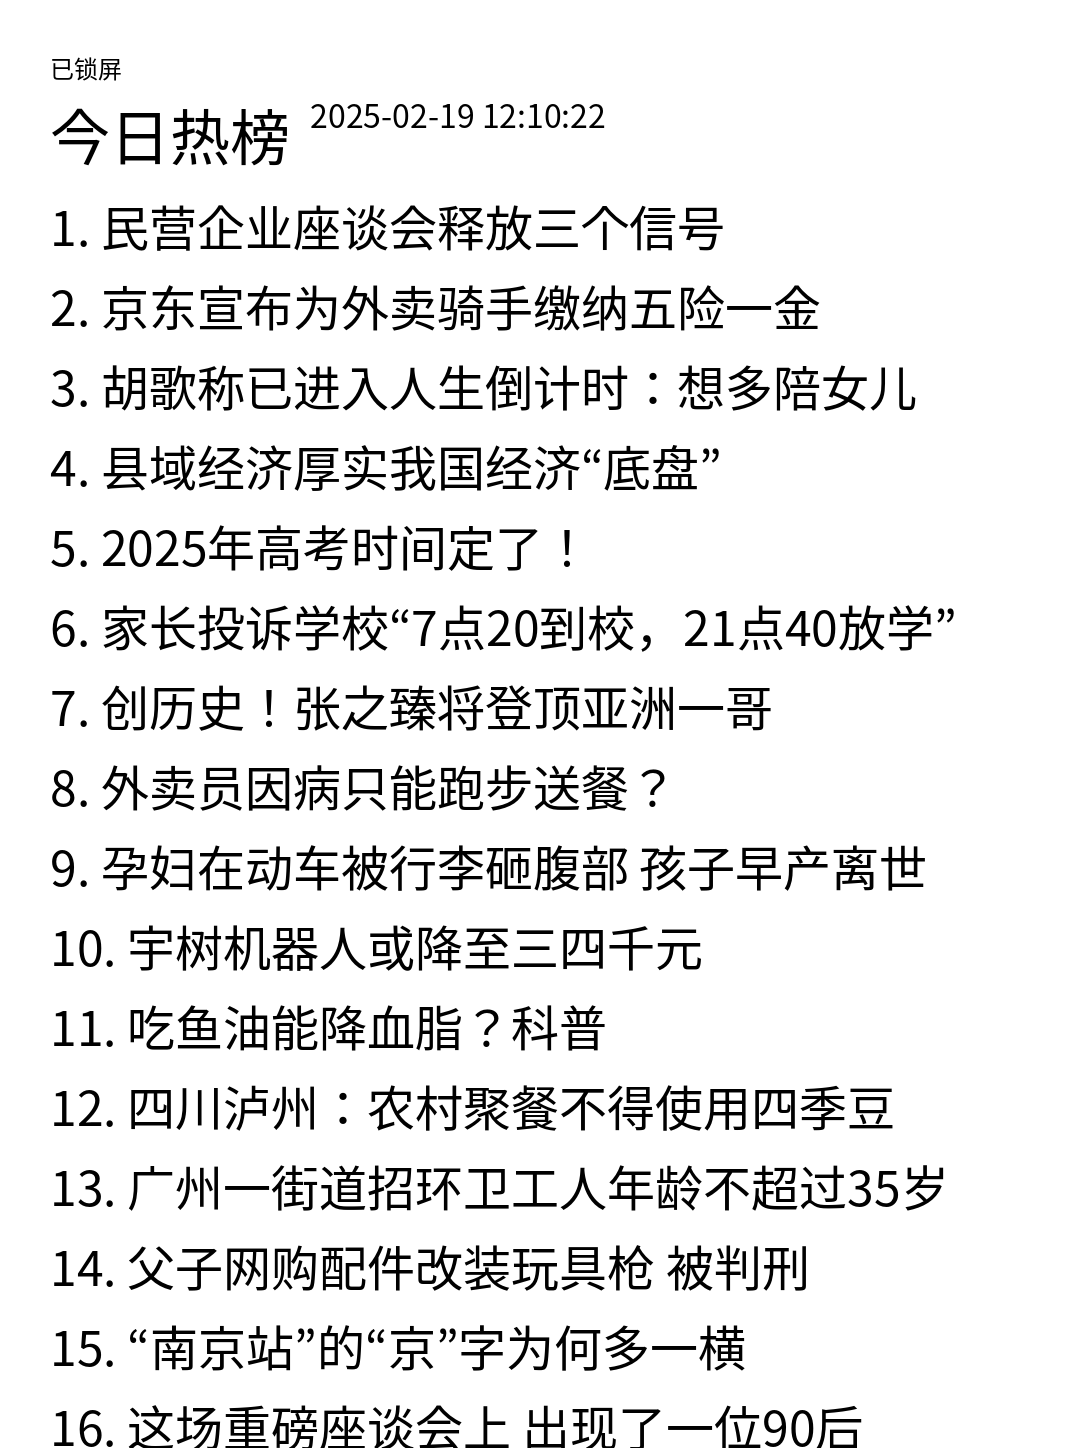 已锁屏
今日热榜 2025-02-19 12:10:22
1. 民营企业座谈会释放三个信号
2. 京东宣布为外卖骑手缴纳五险一金
3. 胡歌称已进入人生倒计时：想多陪女儿
4. 县域经济厚实我国经济“底盘”
5. 2025年高考时间定了！
6. 家长投诉学校“7点20到校，21点40放学”
7. 创历史！张之臻将登顶亚洲一哥
8. 外卖员因病只能跑步送餐？
9. 孕妇在动车被行李砸腹部 孩子早产离世
10. 宇树机器人或降至三四千元
11. 吃鱼油能降血脂？科普
12. 四川泸州：农村聚餐不得使用四季豆
13. 广州一街道招环卫工人年龄不超过35岁
14. 父子网购配件改装玩具枪 被判刑
15. “南京站”的“京”字为何多一横
16. 这场重磅座谈会上 出现了一位90后